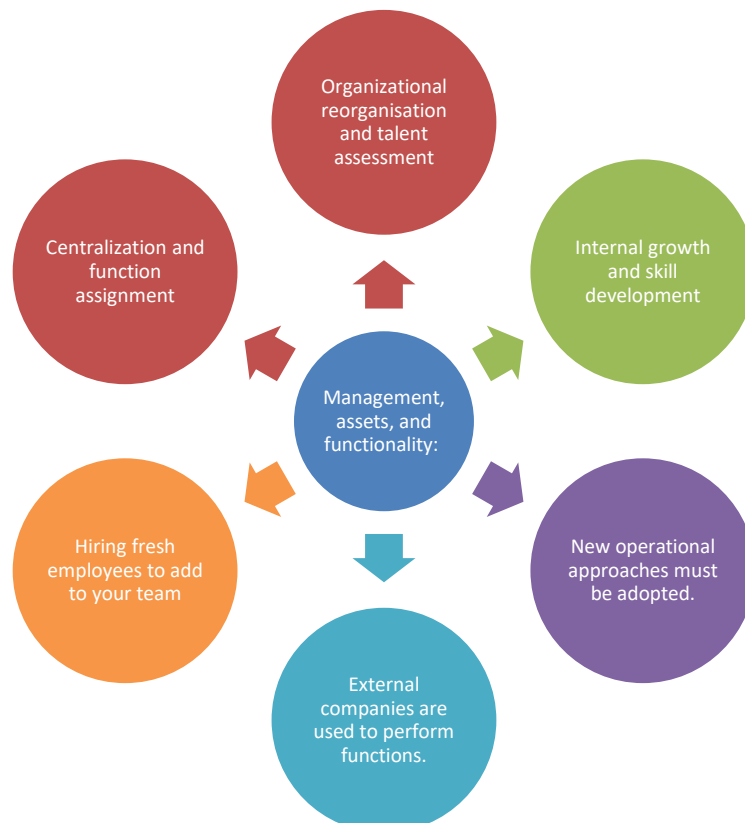 Organizational
reorganisation
and talent
assessment
Internal growth
and skill
development
New operational
approaches must
be adopted.
External
companies are
used to perform
functions.
Hiring fresh
employees to add
to your team
Centralization and
function
assignment
Management,
assets, and
functionality: